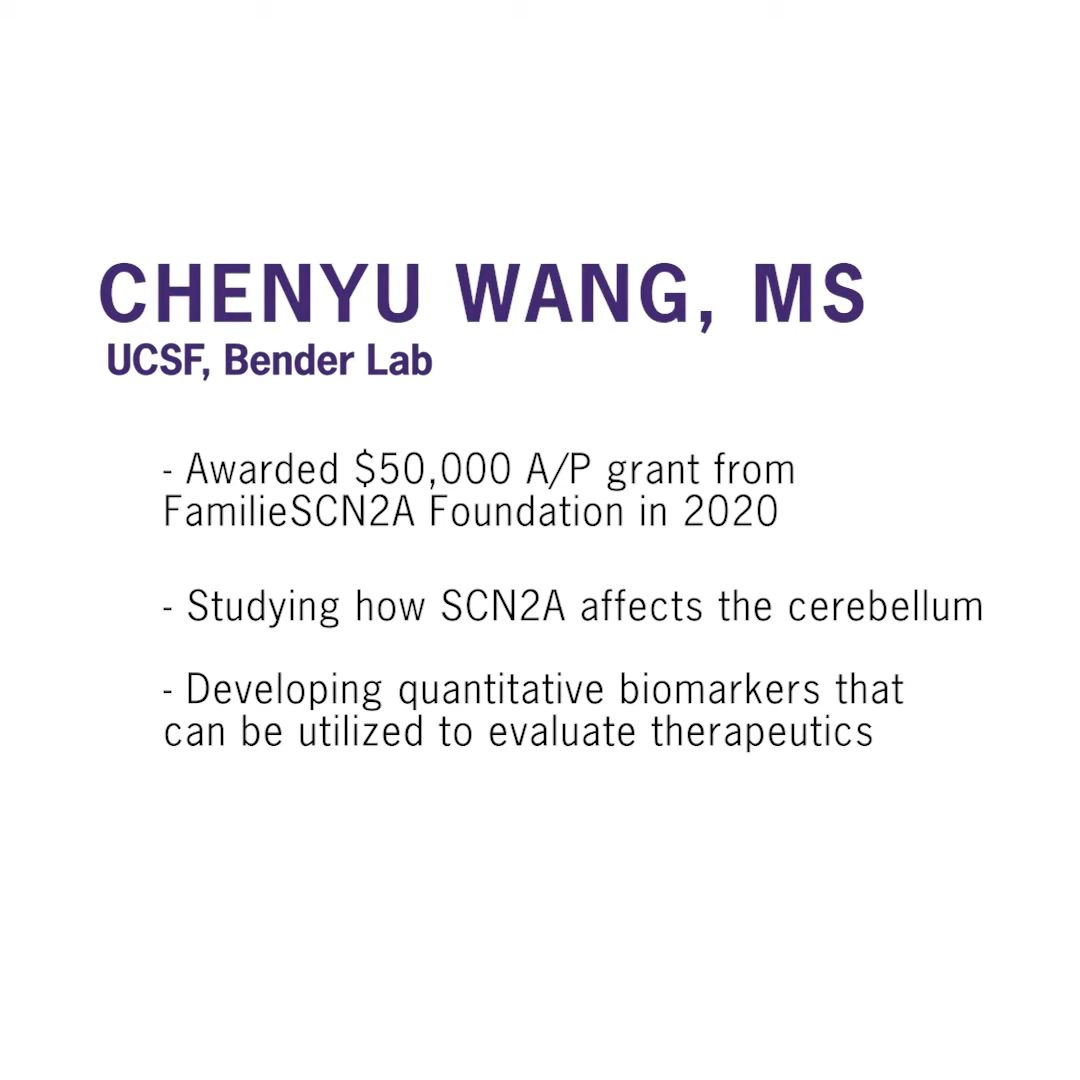 CHENYU WANG, MS
UCSF, Bender Lab
- Awarded $50,000 A/P grant from
FamilieSCN2A Foundation in 2020
- Studying how SCN2A affects the cerebellum
- Developing quantitative biomarkers that
can be utilized to evaluate therapeutics